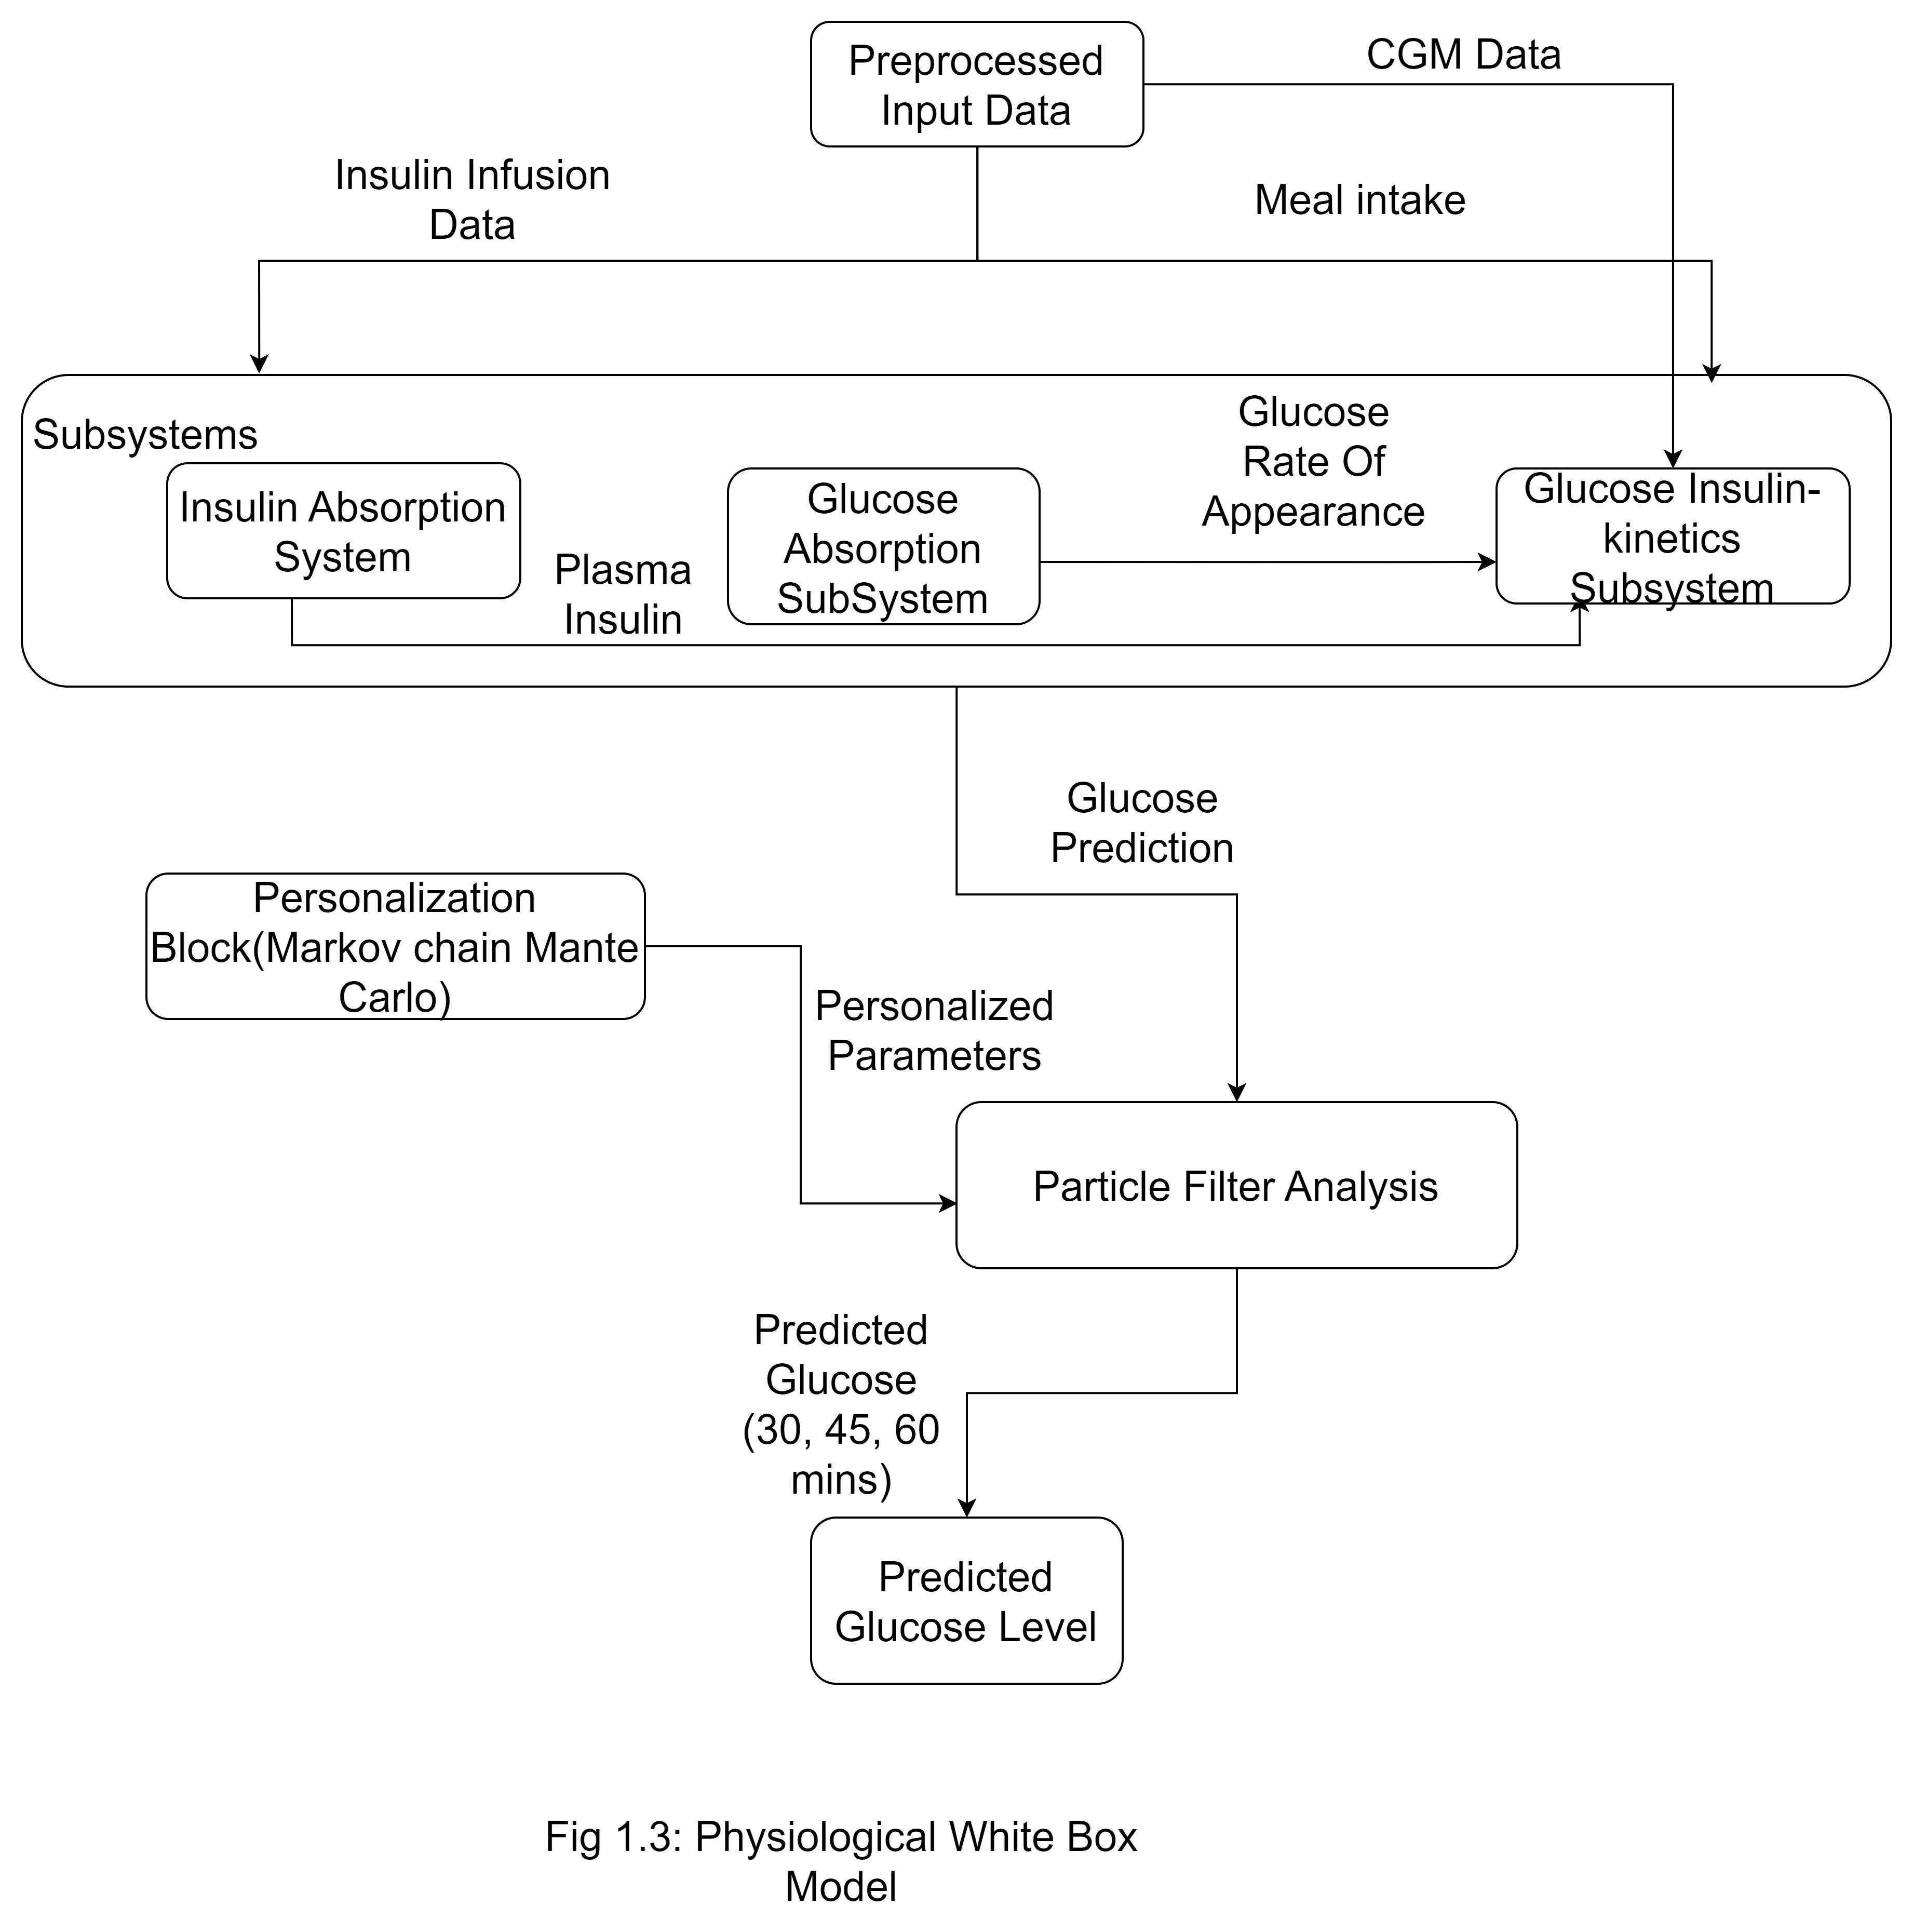 Preprocessed
Input Data
CGM Data
Insulin Infusion
Data
Meal intake
Subsystems
Insulin Absorption
System
Plasma
Insulin
Glucose
Absorption
SubSystem
Glucose
Rate Of
Appearance
Glucose Insulin-
kinetics
Subsystem
Glucose
Prediction
Personalization
Block(Markov chain Mante
Carlo)
Personalized
Parameters
Particle Filter Analysis
Predicted
Glucose
(30, 45, 60
mins)
Predicted
Glucose Level
Fig 1.3: Physiological White Box
Model